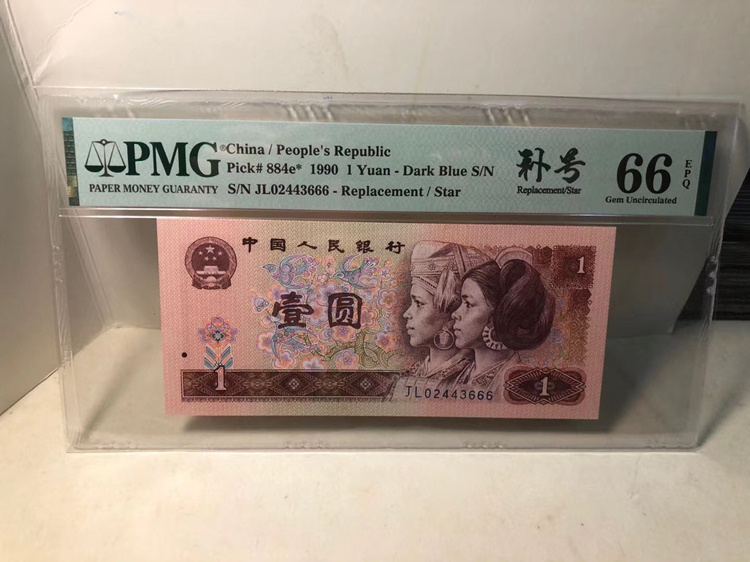 PMG®
PAPER MONEY GUARANTY
China / People's Republic
Pick# 884e* 1990 1 Yuan - Dark Blue S/N
S/N JL02443666 - Replacement / Star
补号
Replacement/Star
66 EPQ
Gem Uncirculated
中国人民银行
1
壹圆
1
1
JL02443666